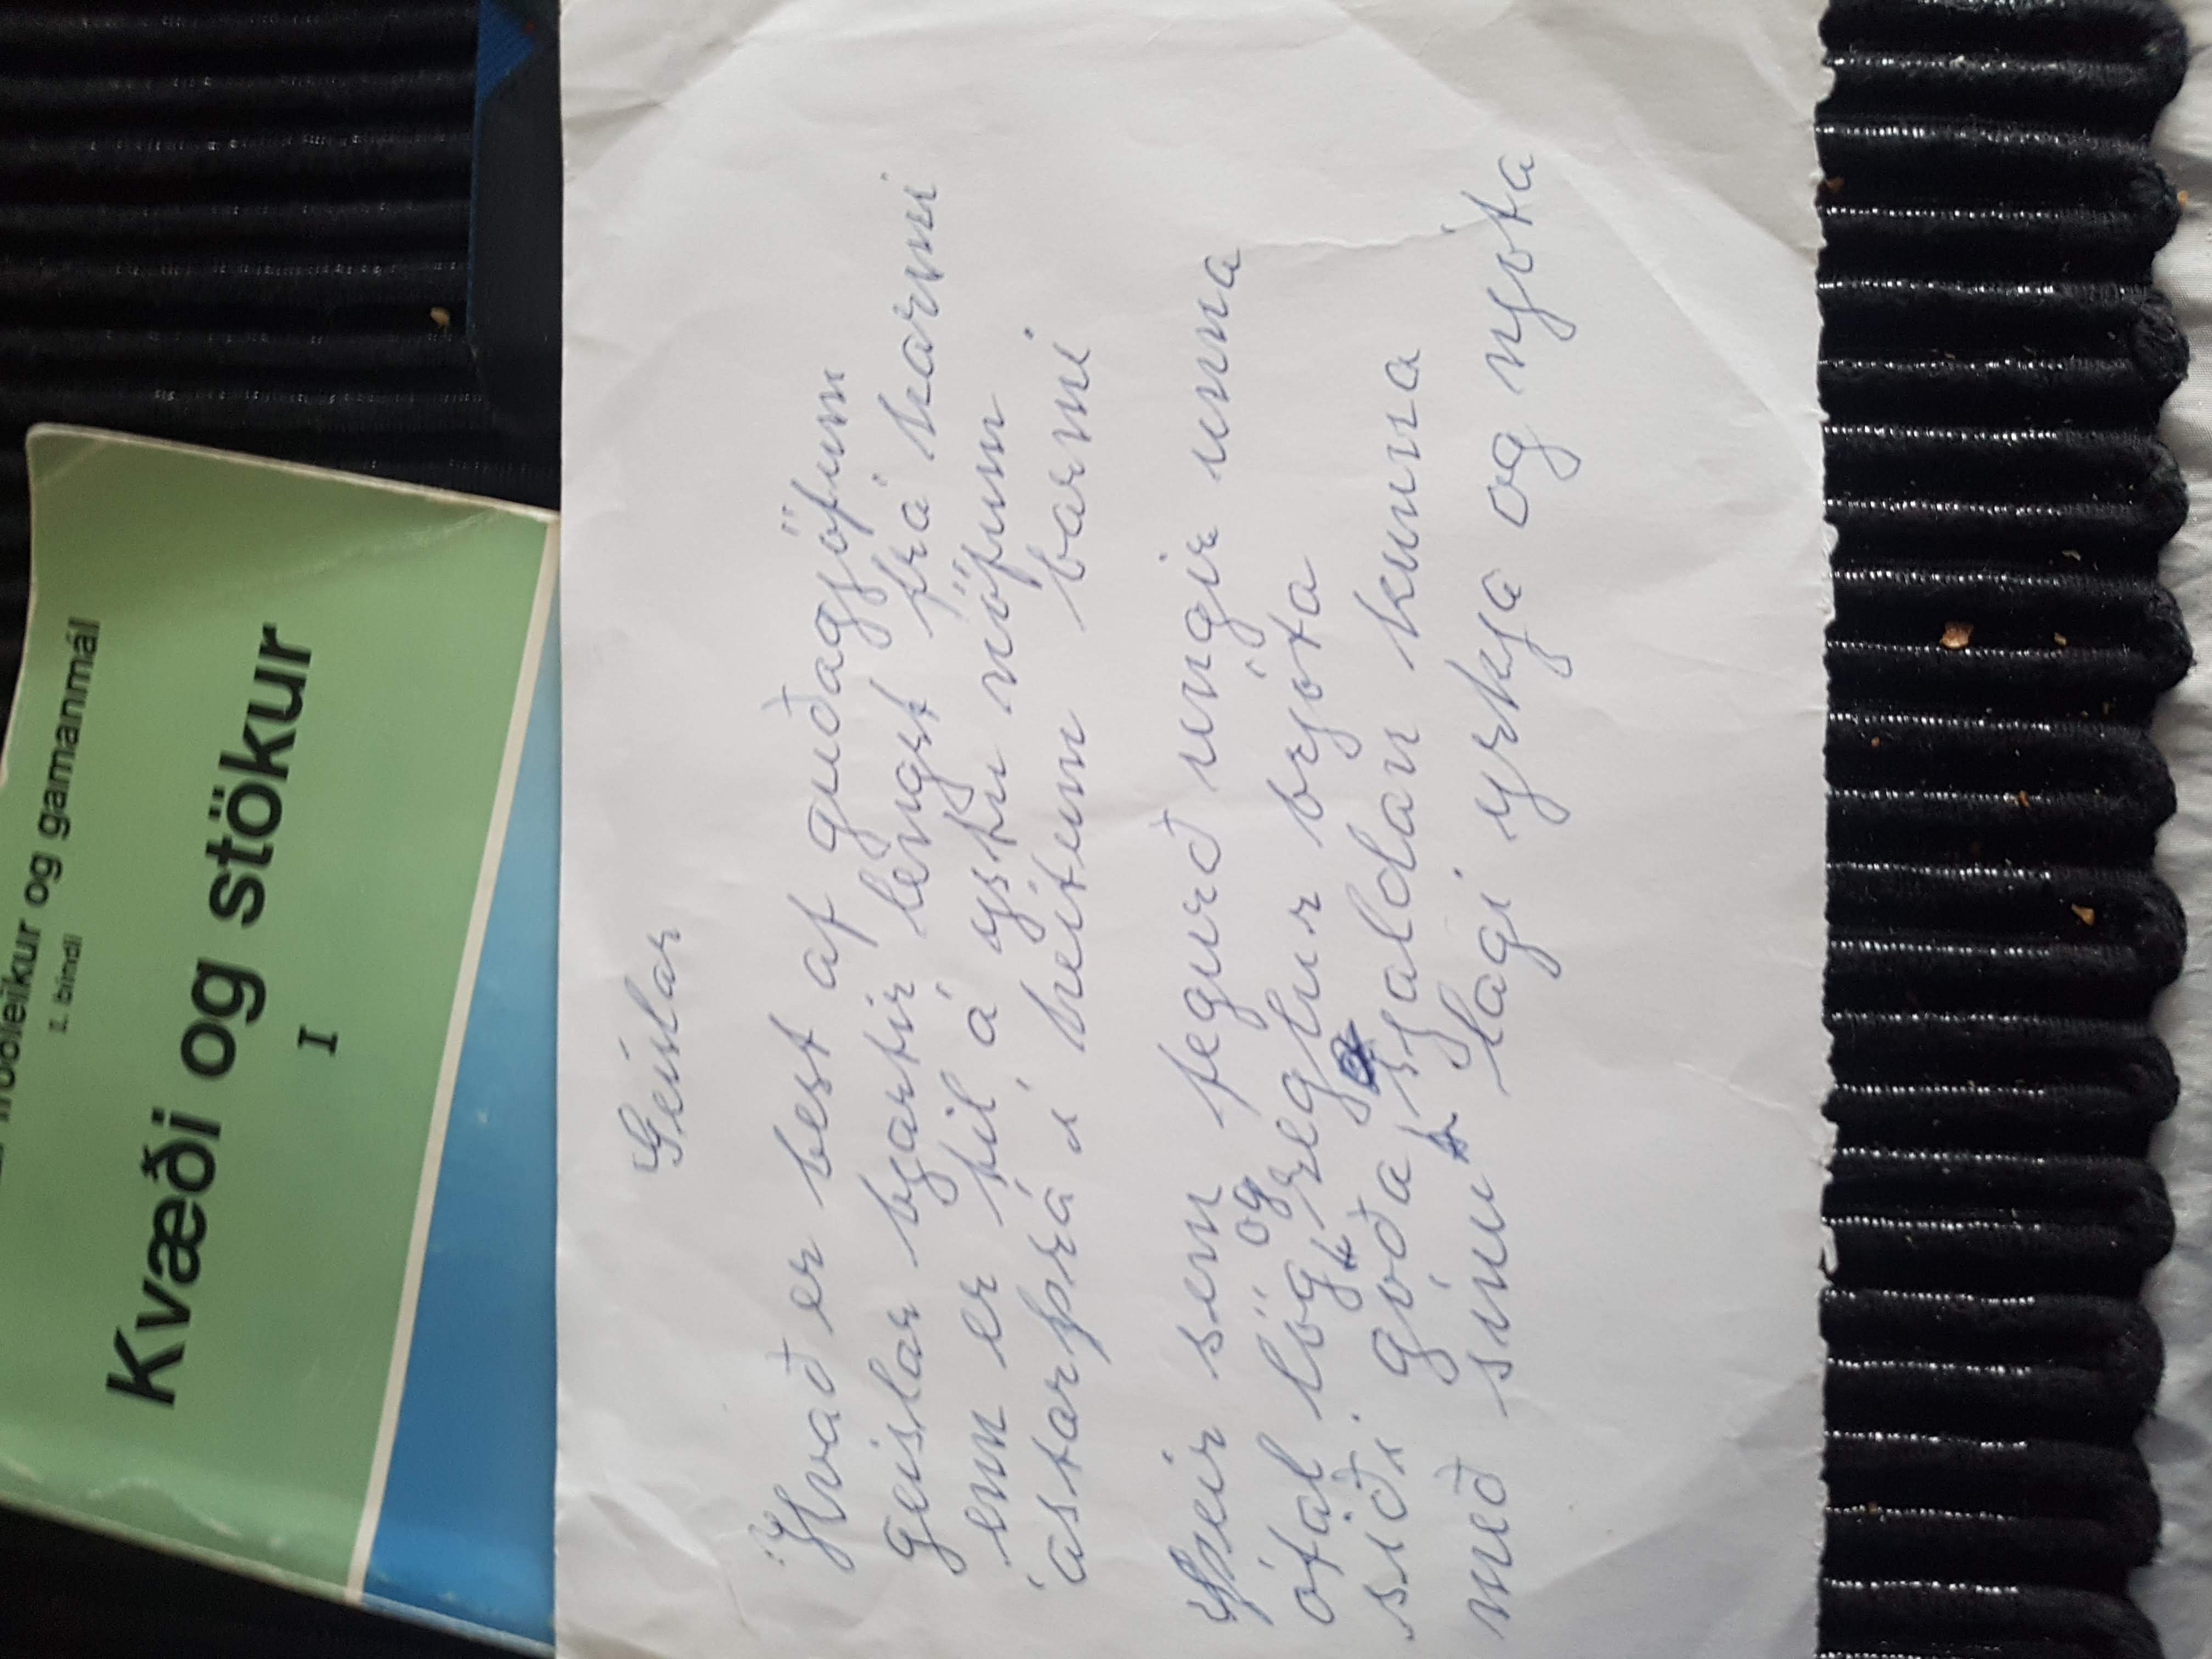 fróðleikur og gamanmál
I. bindi
Kvæði og stökur
I
Geislar
Hvað er best af guðagjöfum
geislar bjartir lengst frá harmi
enn er til á ystu nöfum
ástarþrá í heitum barmi
Þeir sem fegurð ungir unna
ótal lög og reglur brjóta
siði góða sjaldan kunna
með sínu lagi yrkja og njóta